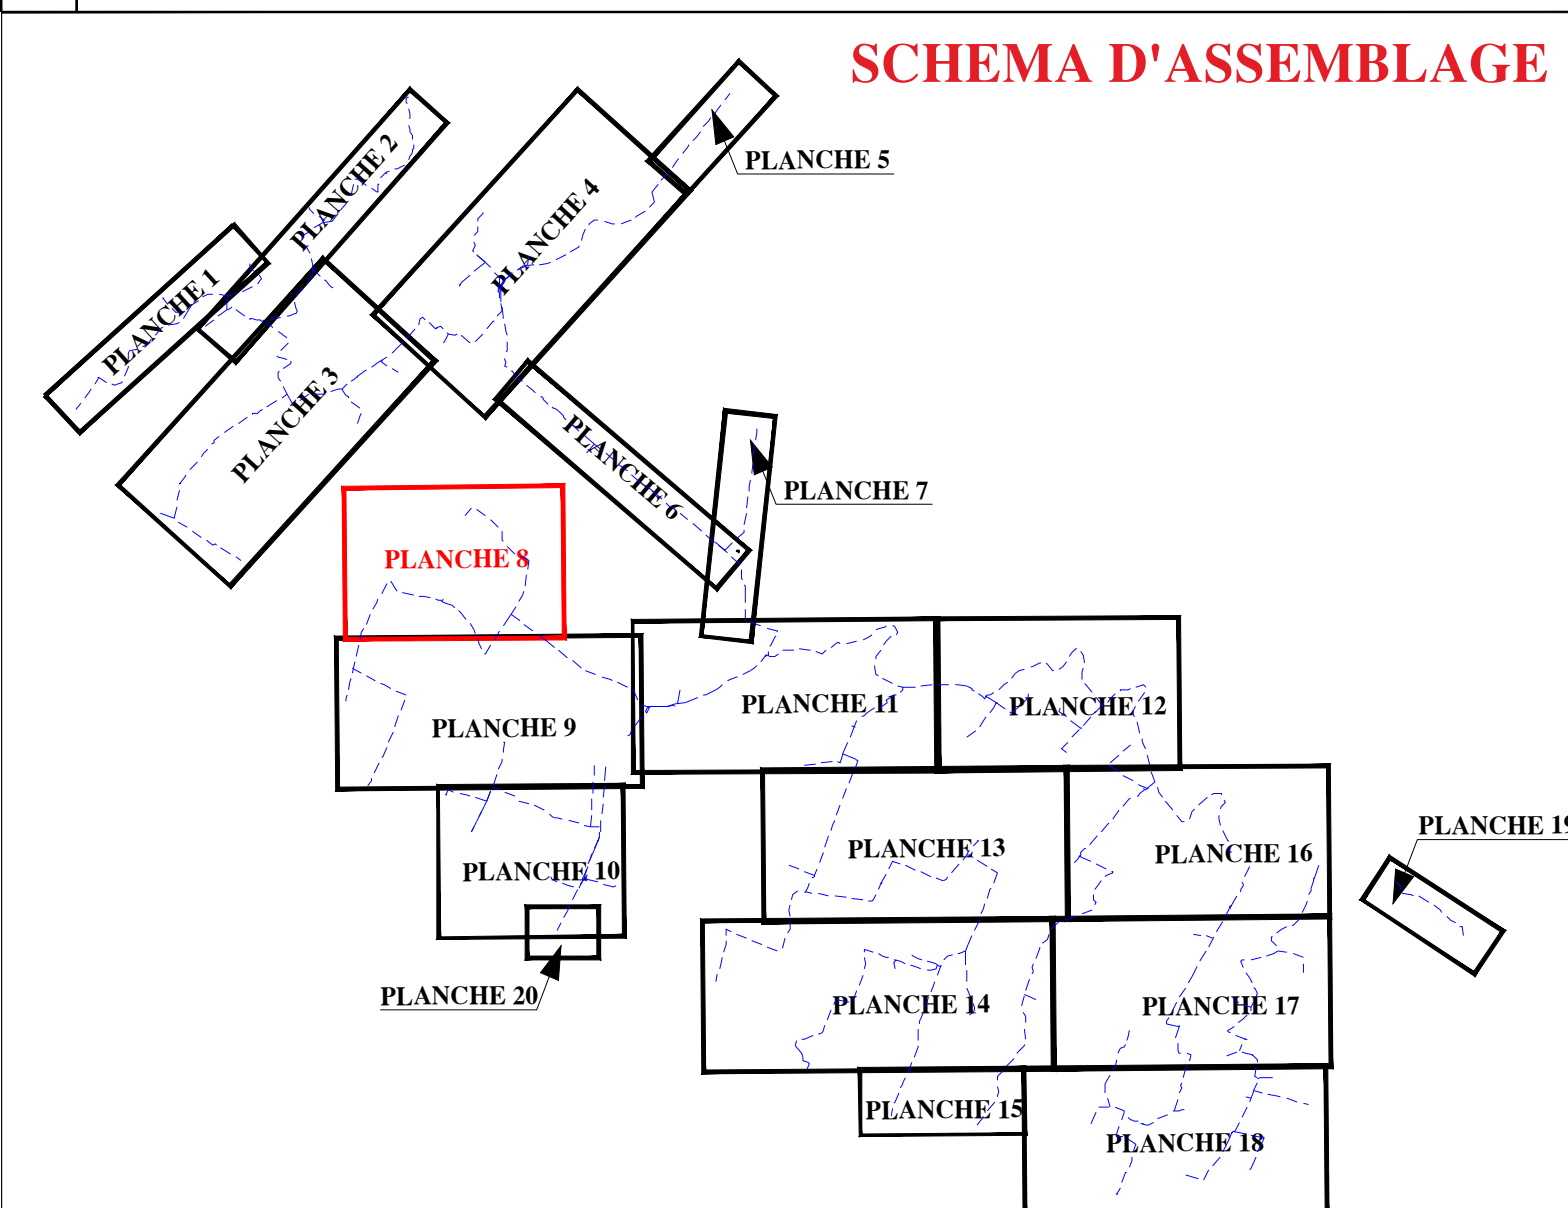 SCHEMA D'ASSEMBLAGE
PLANCHE 5
PLANCHE 2
PLANCHE 4
PLANCHE 1
PLANCHE 3
PLANCHE 6
PLANCHE 7
PLANCHE 8
PLANCHE 11
PLANCHE 12
PLANCHE 9
PLANCHE 19
PLANCHE 13
PLANCHE 16
PLANCHE 10
PLANCHE 20
PLANCHE 14
PLANCHE 17
PLANCHE 15
PLANCHE 18